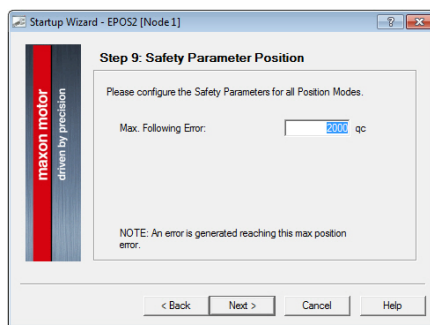 Startup Wizard - EPOS2 [Node 1]
Step 9: Safety Parameter Position
Please configure the Safety Parameters for all Position Modes.
Max. Following Error: 2000 qc
maxon motor
driven by precision
NOTE: An error is generated reaching this max position
error.
< Back Next > Cancel Help